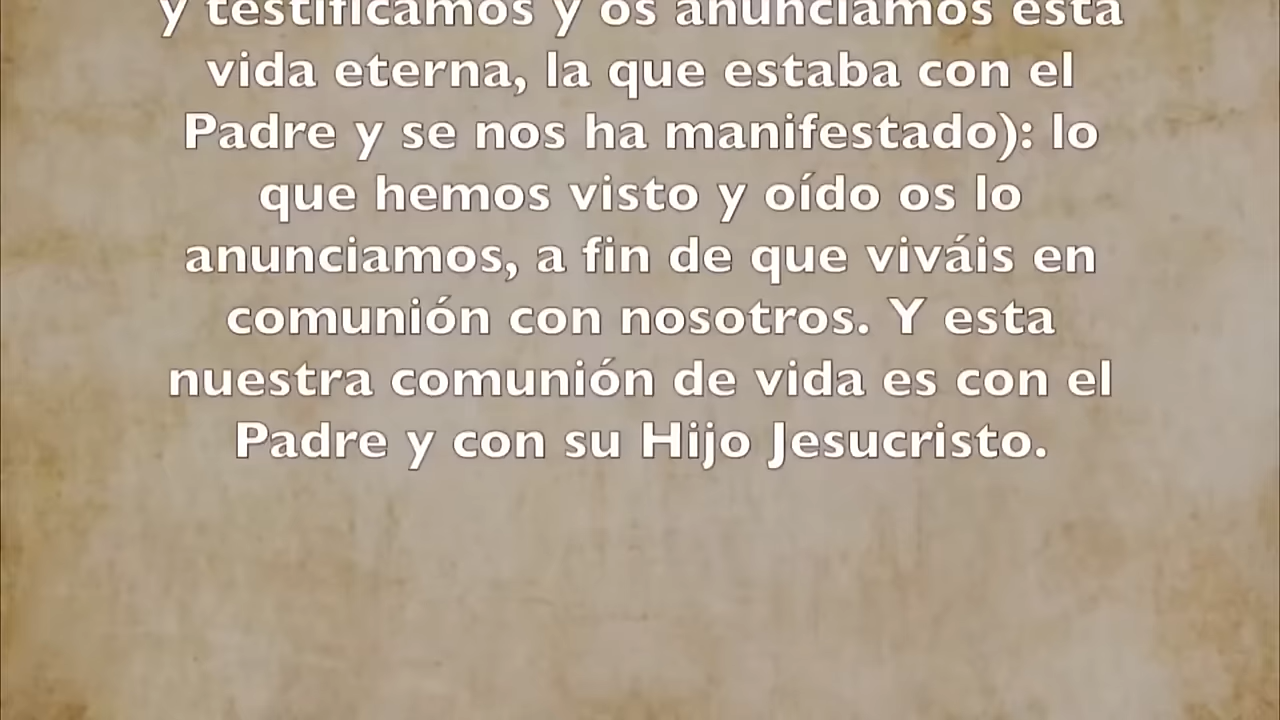 y testificamos y os anunciamos esta
vida eterna, la que estaba con el
Padre y se nos ha manifestado): lo
que hemos visto y oído os lo
anunciamos, a fin de que viváis en
comunión con nosotros. Y esta
nuestra comunión de vida es con el
Padre y con su Hijo Jesucristo.